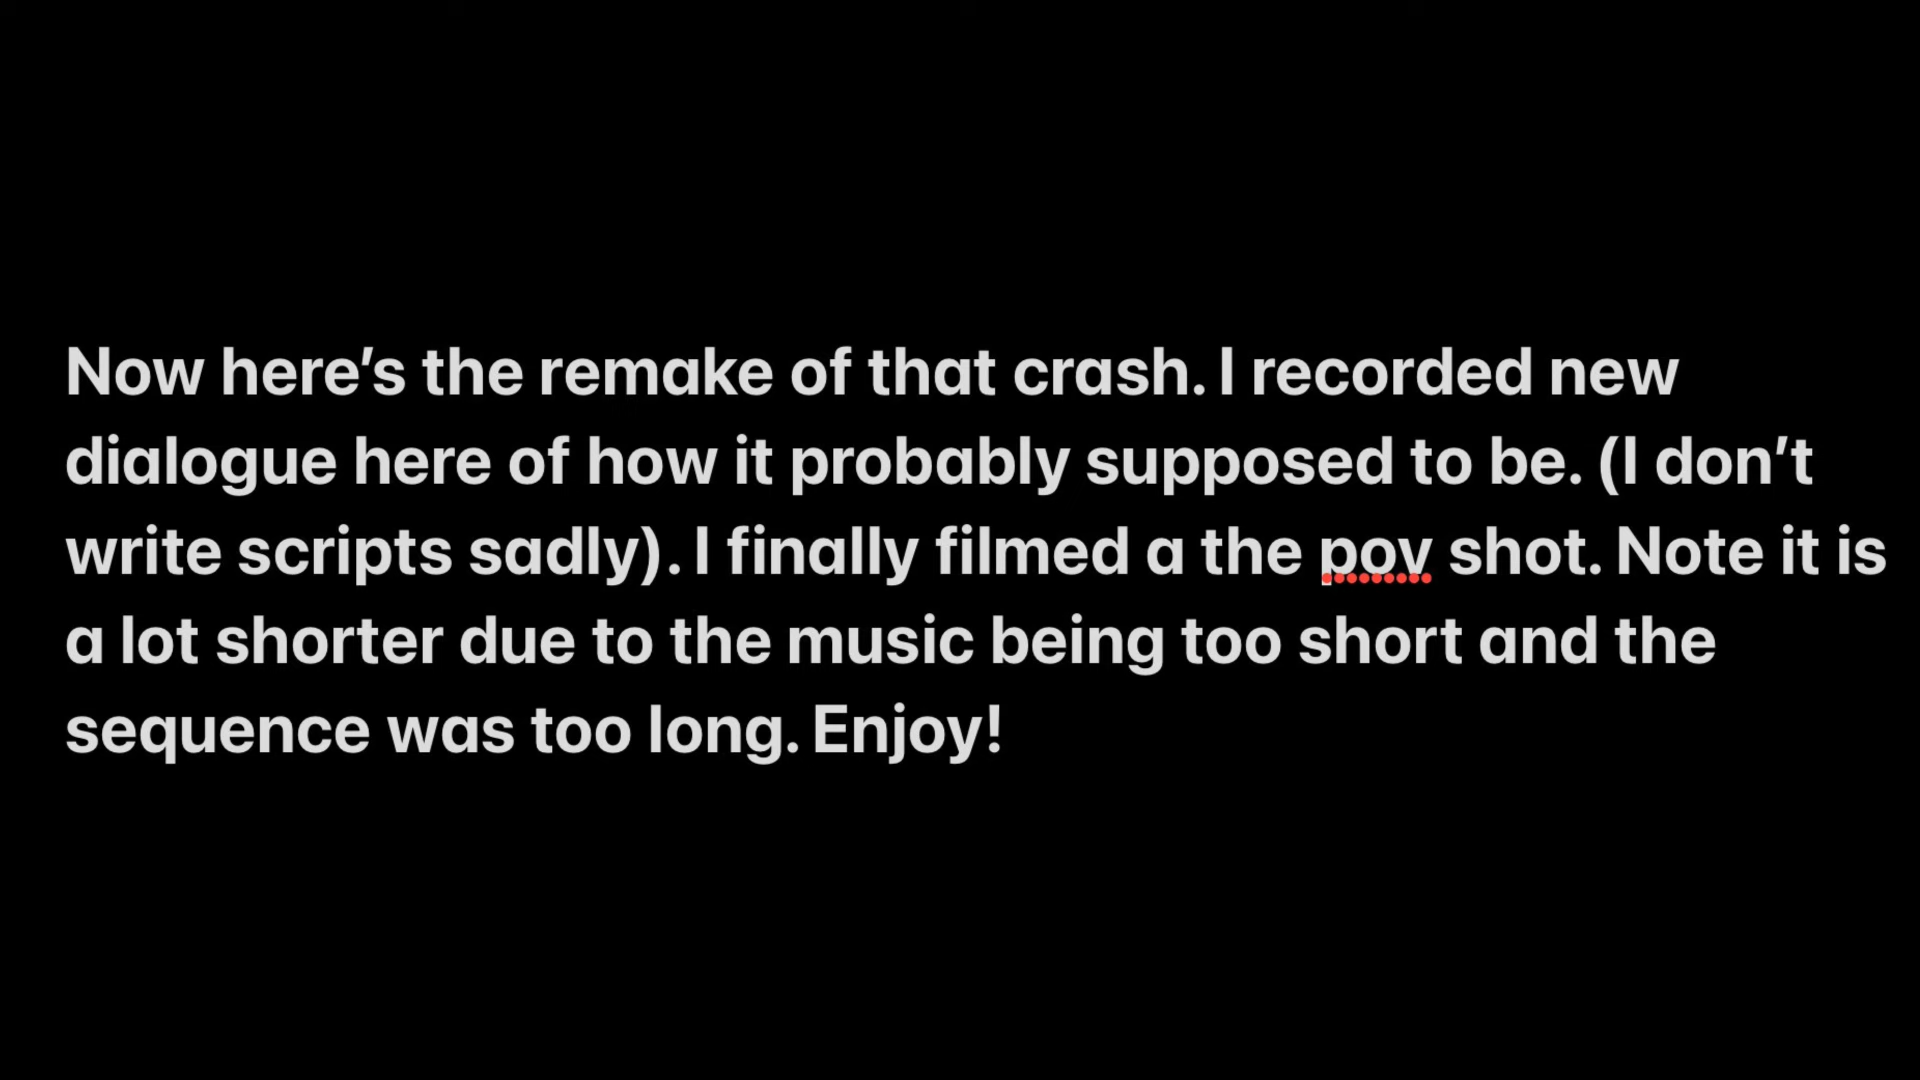 Now here’s the remake of that crash. I recorded new
dialogue here of how it probably supposed to be. (I don’t
write scripts sadly). I finally filmed a the pov shot. Note it is
a lot shorter due to the music being too short and the
sequence was too long. Enjoy!